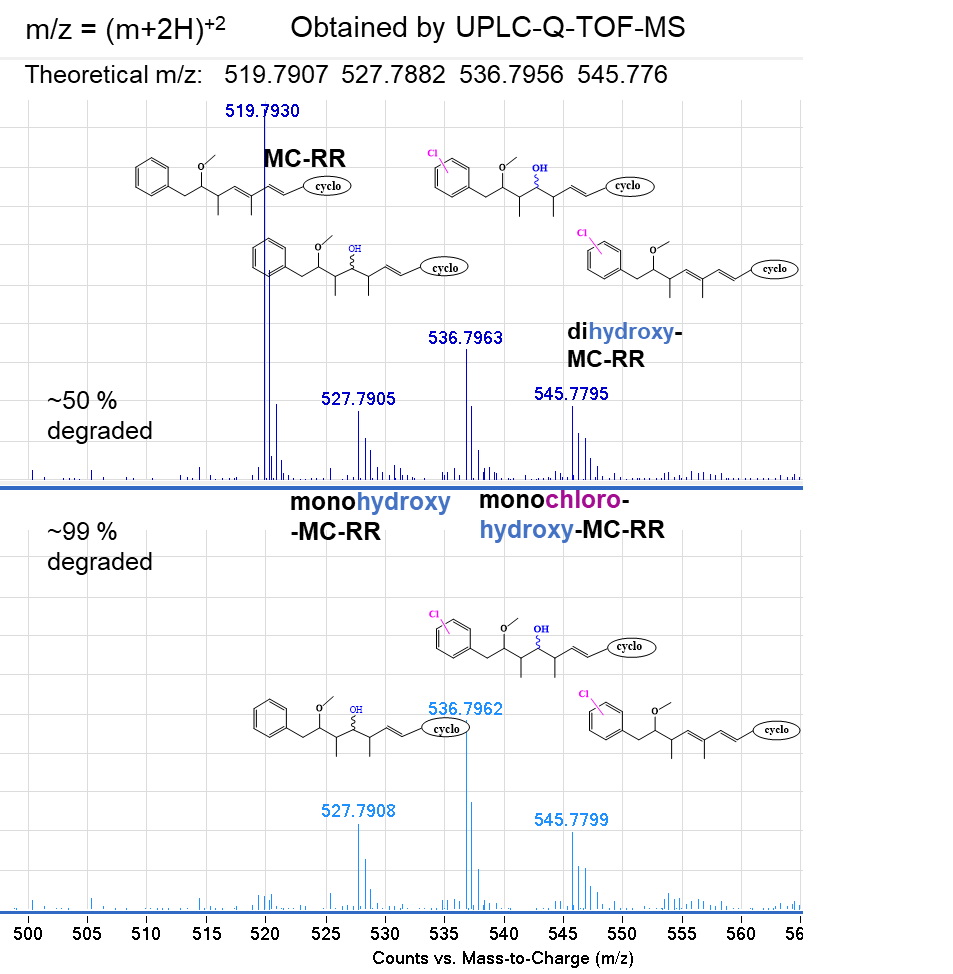 m/z = (m+2H)+2 Obtained by UPLC-Q-TOF-MS
Theoretical m/z: 519.7907 527.7882 536.7956 545.776
519.7930
MC-RR
O
cyclo
Cl
O
OH
cyclo
O
OH
cyclo
Cl
O
cyclo
536.7963
dihydroxy-
MC-RR
527.7905
545.7795
~50 %
degraded
monohydroxy
-MC-RR
monochloro-
hydroxy-MC-RR
~99 %
degraded
Cl
O
OH
cyclo
O
OH
cyclo
536.7962
Cl
O
cyclo
527.7908
545.7799
500 505 510 515 520 525 530 535 540 545 550 555 560 56
Counts vs. Mass-to-Charge (m/z)